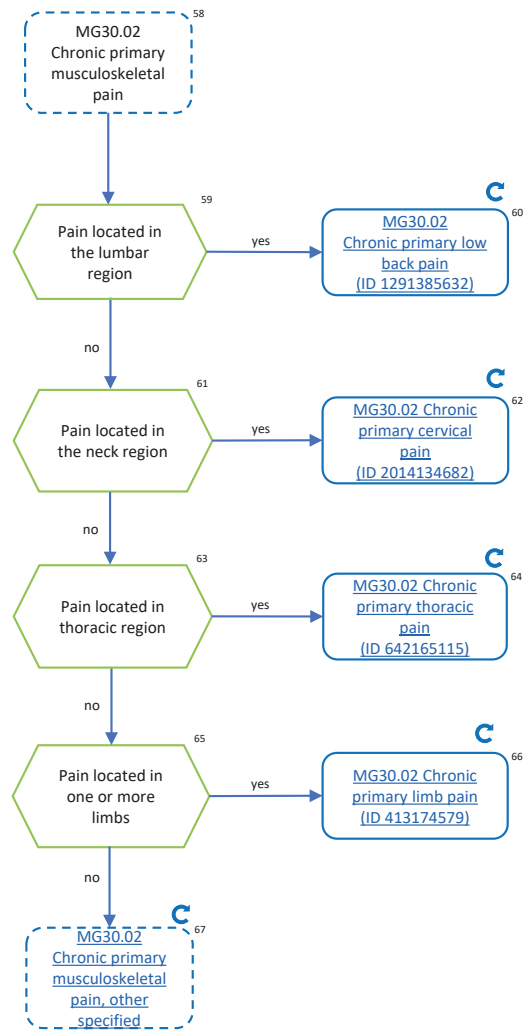 58
MG30.02
Chronic primary
musculoskeletal
pain
59
Pain located in
the lumbar
region
yes
60
MG30.02
Chronic primary low
back pain
(ID 1291385632)
no
61
Pain located in
the neck region
yes
62
MG30.02 Chronic
primary cervical
pain
(ID 2014134682)
no
63
Pain located in
thoracic region
yes
64
MG30.02 Chronic
primary thoracic
pain
(ID 642165115)
no
65
Pain located in
one or more
limbs
yes
66
MG30.02 Chronic
primary limb pain
(ID 413174579)
no
67
MG30.02
Chronic primary
musculoskeletal
pain, other
specified